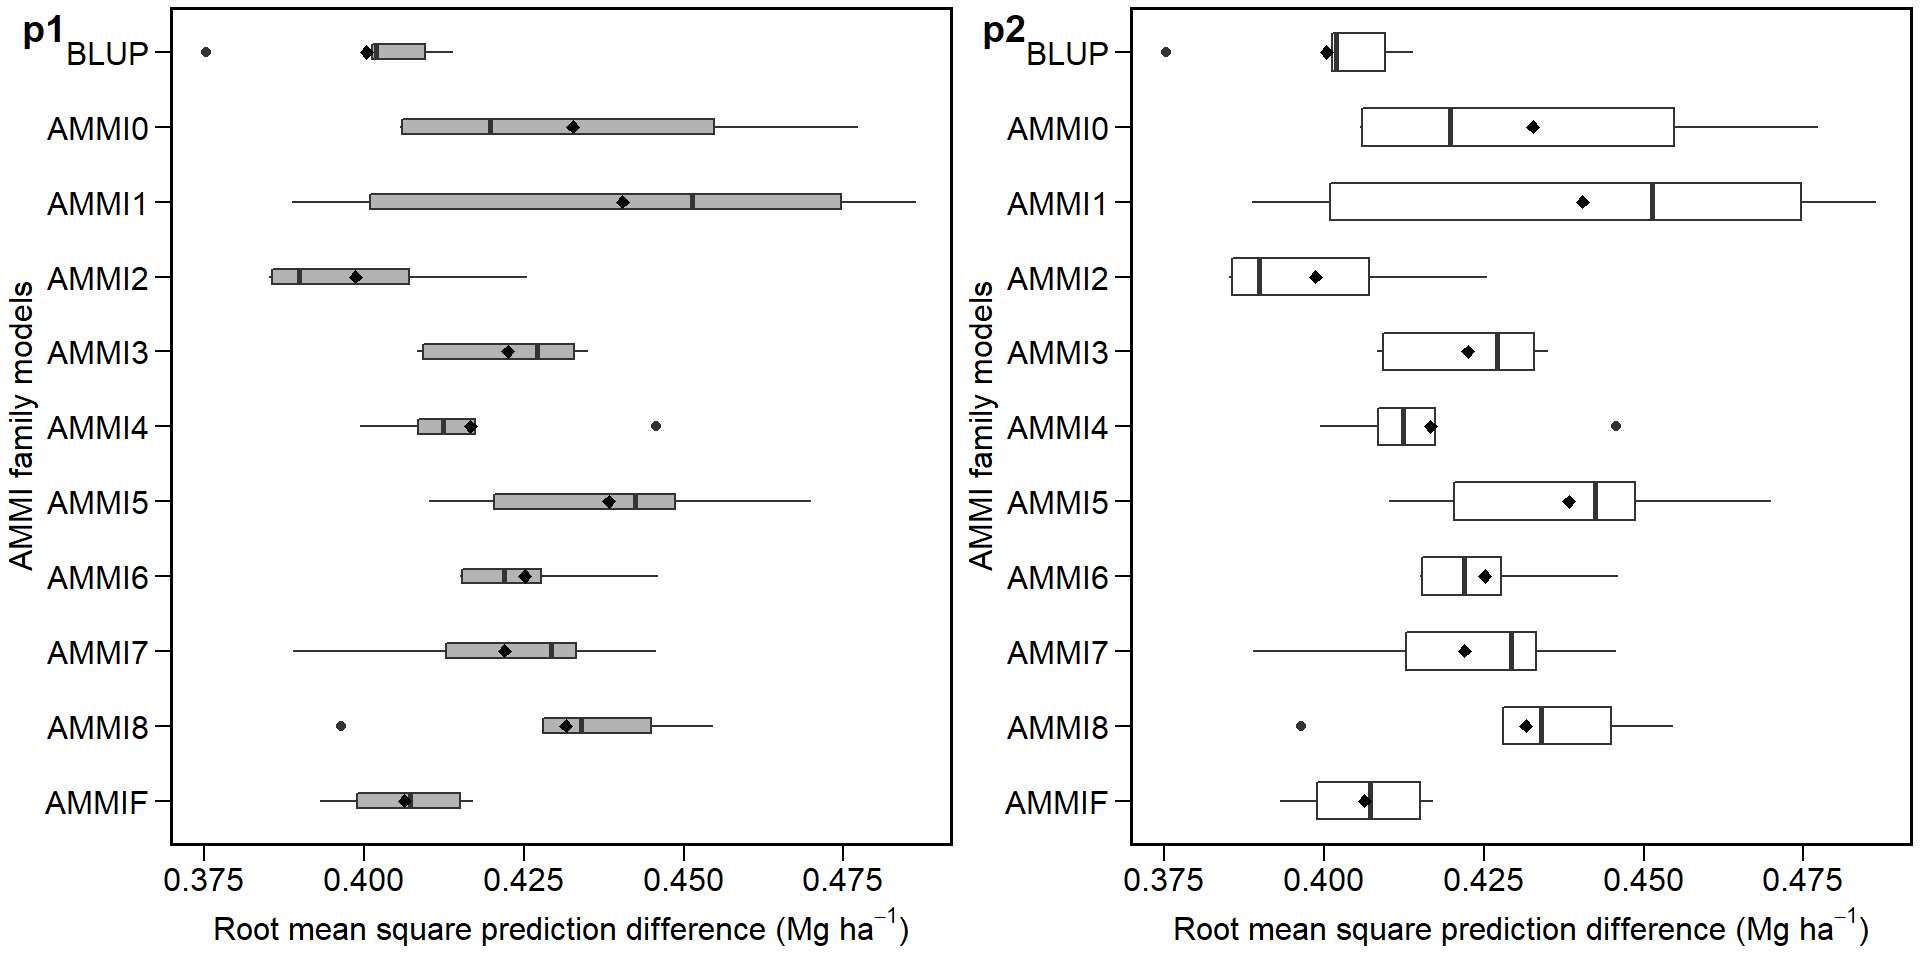 p1
BLUP
AMMI0
AMMI1
AMMI2
AMMI3
AMMI4
AMMI5
AMMI6
AMMI7
AMMI8
AMMIF
AMMI family models
0.375 0.400 0.425 0.450 0.475
Root mean square prediction difference (Mg ha⁻¹)
p2
BLUP
AMMI0
AMMI1
AMMI2
AMMI3
AMMI4
AMMI5
AMMI6
AMMI7
AMMI8
AMMIF
AMMI family models
0.375 0.400 0.425 0.450 0.475
Root mean square prediction difference (Mg ha⁻¹)